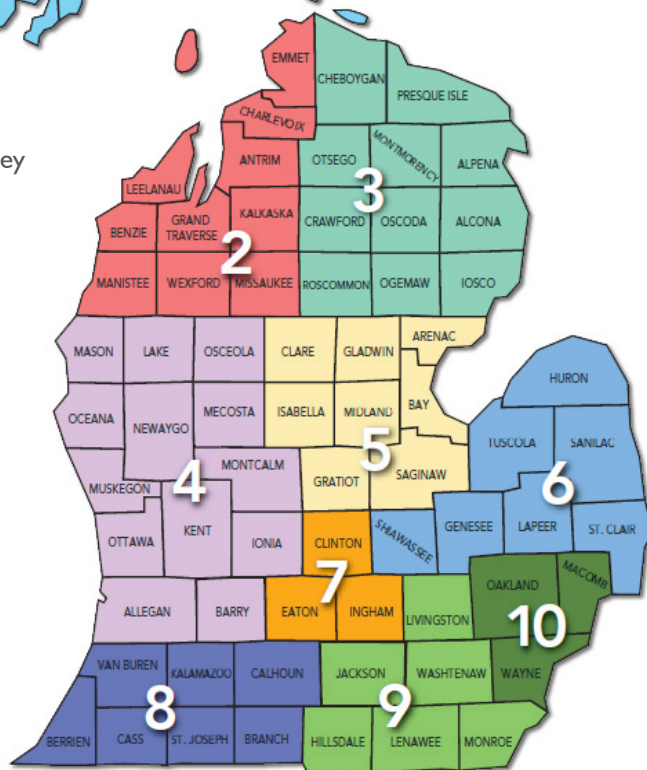 EMMET
CHEBOYGAN
PRESQUE ISLE
CHARLEVOIX
ey
ANTRIM
OTSEGO
MONTMORENCY
ALPENA
3
LEELANAU
BENZIE
GRAND
TRAVERSE
KALKASKA
CRAWFORD
OSCODA
ALCONA
2
MANISTEE
WEXFORD
MISSAUKEE
ROSCOMMON
OGEMAW
IOSCO
MASON
LAKE
OSCEOLA
CLARE
GLADWIN
ARENAC
HURON
OCEANA
NEWAYGO
MECOSTA
ISABELLA
MIDLAND
BAY
5
TUSCOLA
SANILAC
MUSKEGON
4
MONTCALM
GRATIOT
SAGINAW
6
OTTAWA
KENT
IONIA
CLINTON
SHIAWASSEE
GENESEE
LAPEER
ST. CLAIR
7
ALLEGAN
BARRY
EATON
INGHAM
LIVINGSTON
OAKLAND
MACOMB
10
VAN BUREN
KALAMAZOO
CALHOUN
JACKSON
WASHTENAW
WAYNE
8
9
BERRIEN
CASS
ST. JOSEPH
BRANCH
HILLSDALE
LENAWEE
MONROE